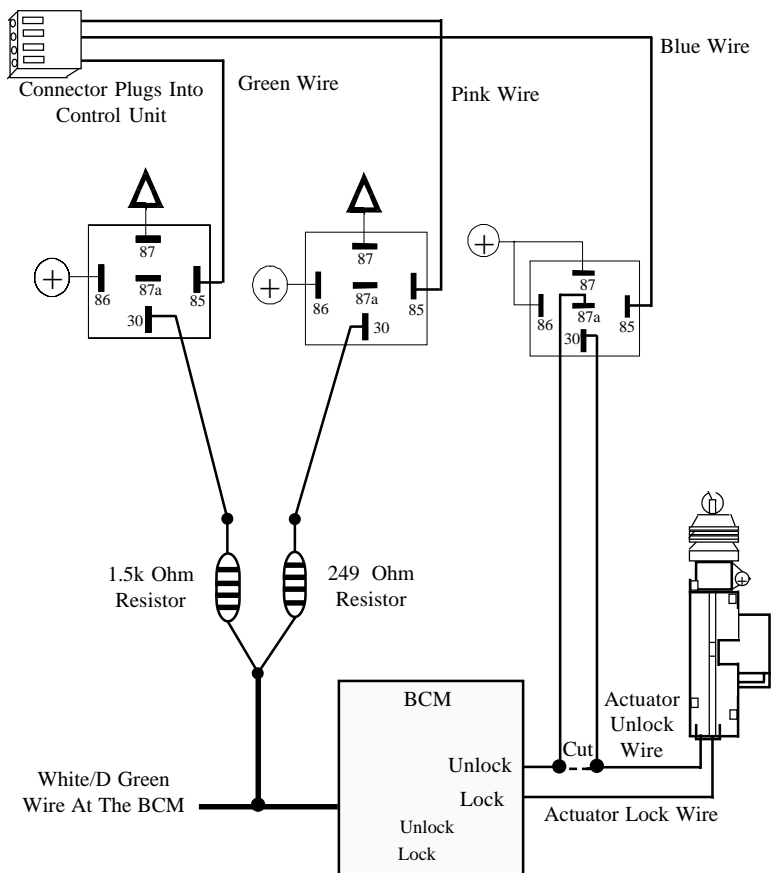 Blue Wire
Green Wire
Connector Plugs Into
Control Unit
Pink Wire
87
87a
86
85
30
87
87a
86
85
30
87
87a
86
85
30
1.5k Ohm
Resistor
249 Ohm
Resistor
BCM
Actuator
Unlock
Wire
Cut
Unlock
Lock
White/D Green
Wire At The BCM
Actuator Lock Wire
Unlock
Lock